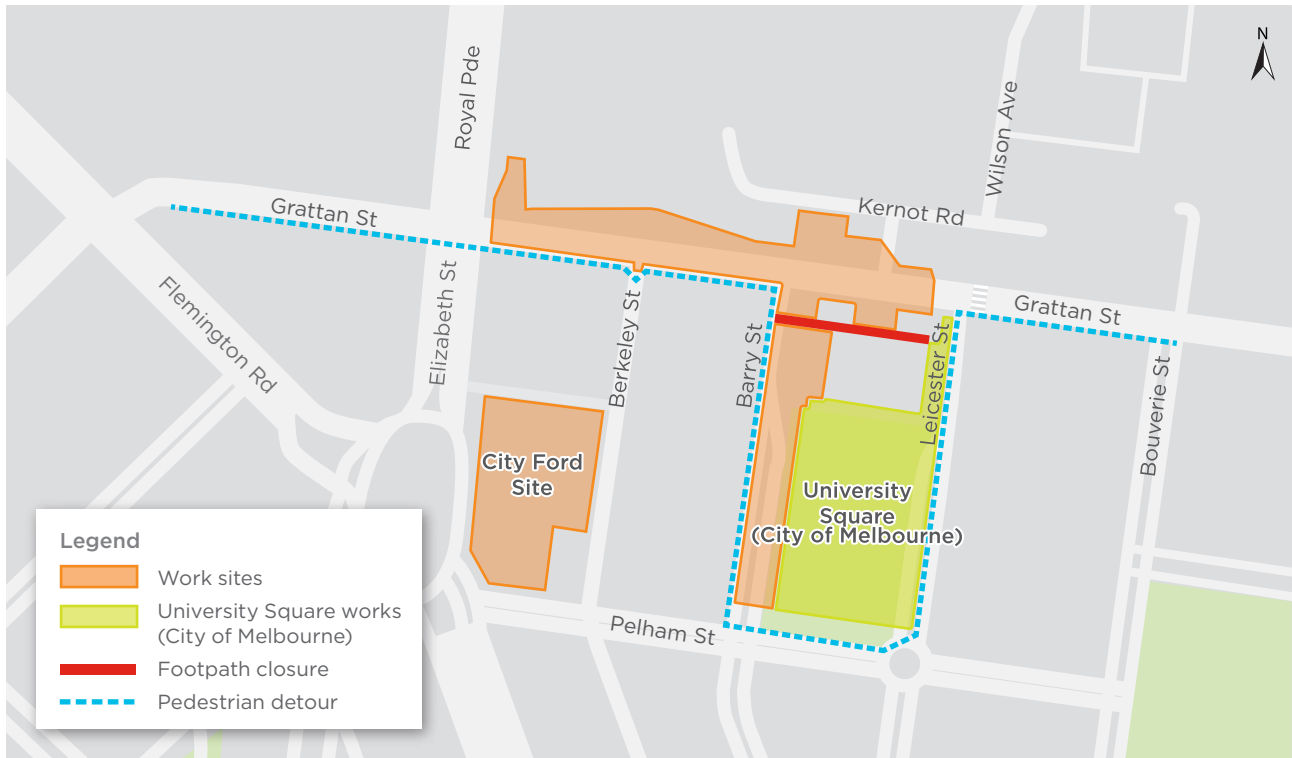 N
Royal Pde
Wilson Ave
Kernot Rd
Grattan St
Grattan St
Flemington Rd
Elizabeth St
Berkeley St
Barry St
Leicester St
Bouverie St
City Ford
Site
University
Square
(City of Melbourne)
Pelham St
Legend
Work sites
University Square works
(City of Melbourne)
Footpath closure
Pedestrian detour